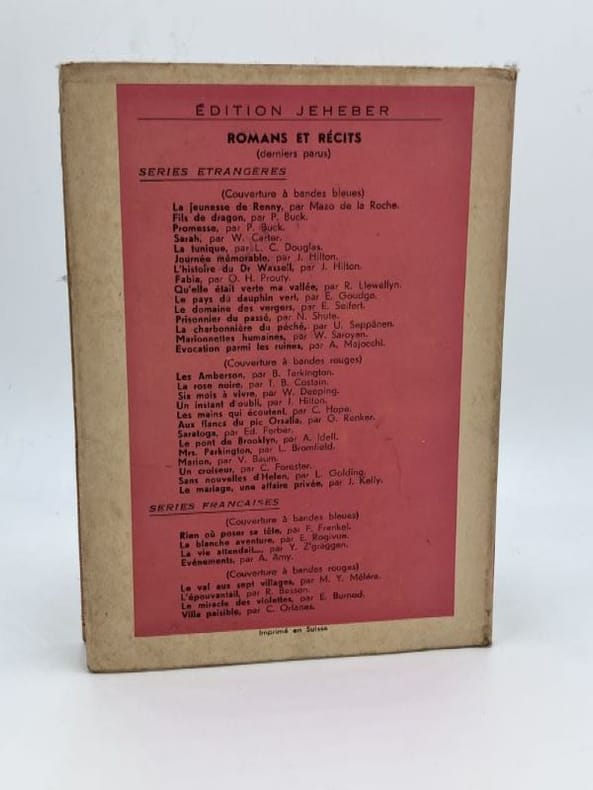 ÉDITION JEHEBER
ROMANS ET RÉCITS
(derniers parus)
SERIES ETRANGERES
(Couverture à bandes bleues)
La jeunesse de Renny, par Mazo de la Roche.
Fils de dragon, par P. Buck.
Promesse, par P. Buck.
Sarah, par W. Carter.
La tunique, par L. C. Douglas.
Journée mémorable, par J. Hilton.
L'histoire du Dr Wassell, par J. Hilton.
Fabia, par O. H. Prouty.
Qu'elle était verte ma vallée, par R. Llewellyn.
Le pays du dauphin vert, par E. Goudge.
Le domaine des vergers, par E. Seifert.
Prisonnier du passé, par N. Shute.
La charbonnière du péché, par U. Seppänen.
Marionnettes humaines, par W. Saroyan.
Evocation parmi les ruines, par A. Majocchi.
(Couverture à bandes rouges)
Les Amberson, par B. Tarkington.
La rose noire, par T. B. Costain.
Six mois à vivre, par W. Deeping.
Un instant d'oubli, par J. Hilton.
Les mains qui écoutent, par C. Hope.
Aux flancs du pic Orsalia, par G. Renker.
Saratoga, par Ed. Ferber.
Le pont de Brooklyn, par A. Idell.
Mrs. Parkington, par L. Bromfield.
Marion, par V. Baum.
Un croiseur, par C. Forester.
Sans nouvelles d'Helen, par L. Golding.
Le mariage, une affaire privée, par J. Kelly.
SERIES FRANCAISES
(Couverture à bandes bleues)
Rien où poser sa tête, par F. Frenkel.
La blanche aventure, par E. Rogivue.
La vie attendait..., par Y. Z'graggen.
Evénements, par A. Amy.
(Couverture à bandes rouges)
Le val aux sept villages, par M. Y. Méléra.
L'épouvantail, par R. Besson.
Le miracle des violettes, par E. Burnod.
Villa paisible, par C. Orlanes.
Imprimé en Suisse